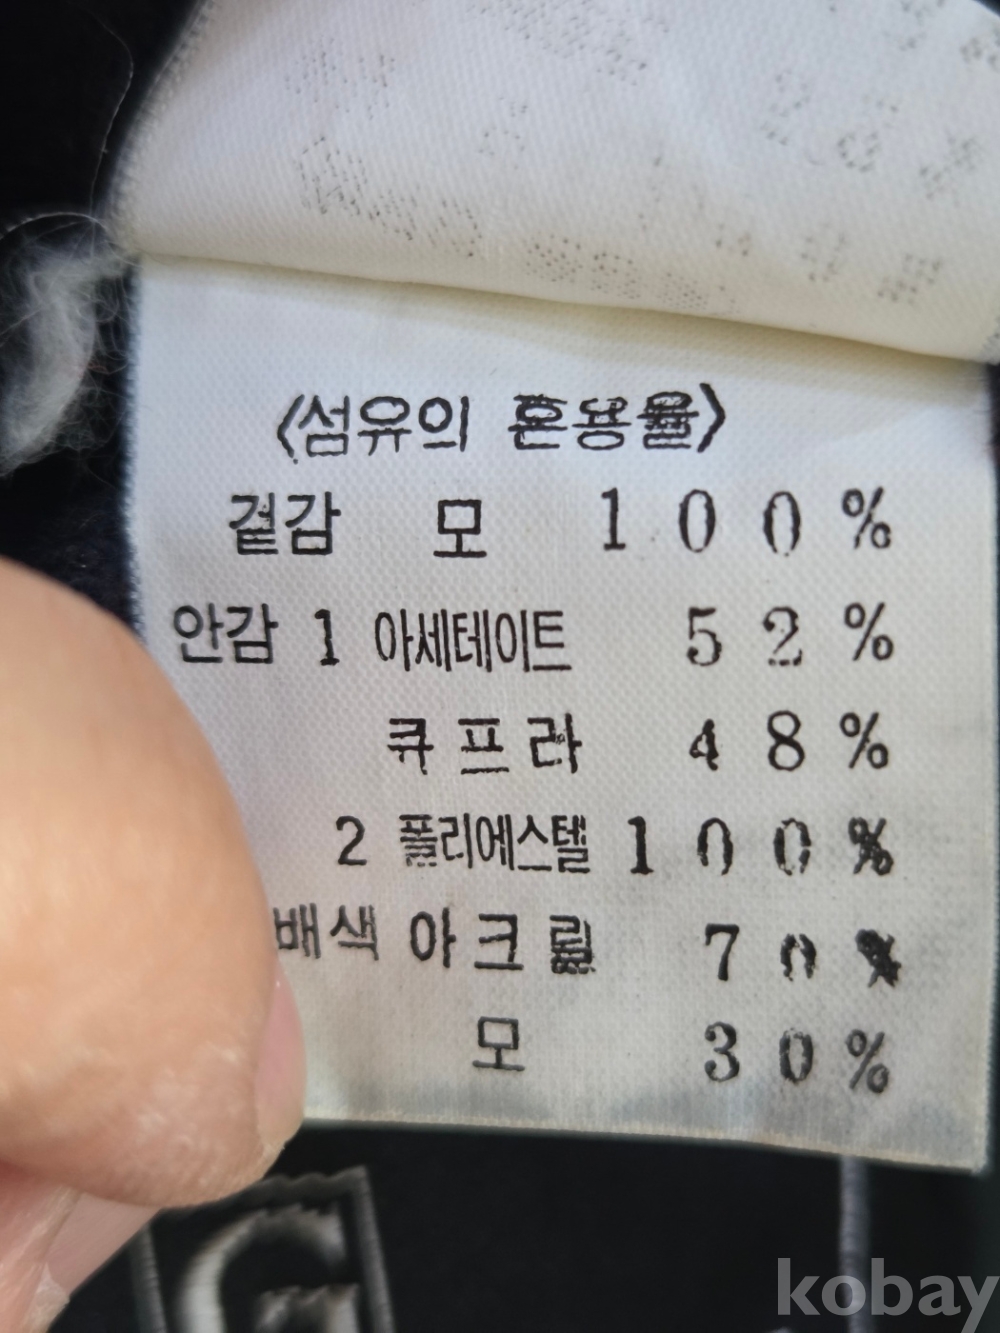 〈섬유의 혼용율〉
겉감 모 100%
안감 1 아세테이트 52%
큐프라 48%
2 폴리에스텔 100%
배색 아크릴 70%
모 30%
G
kobay